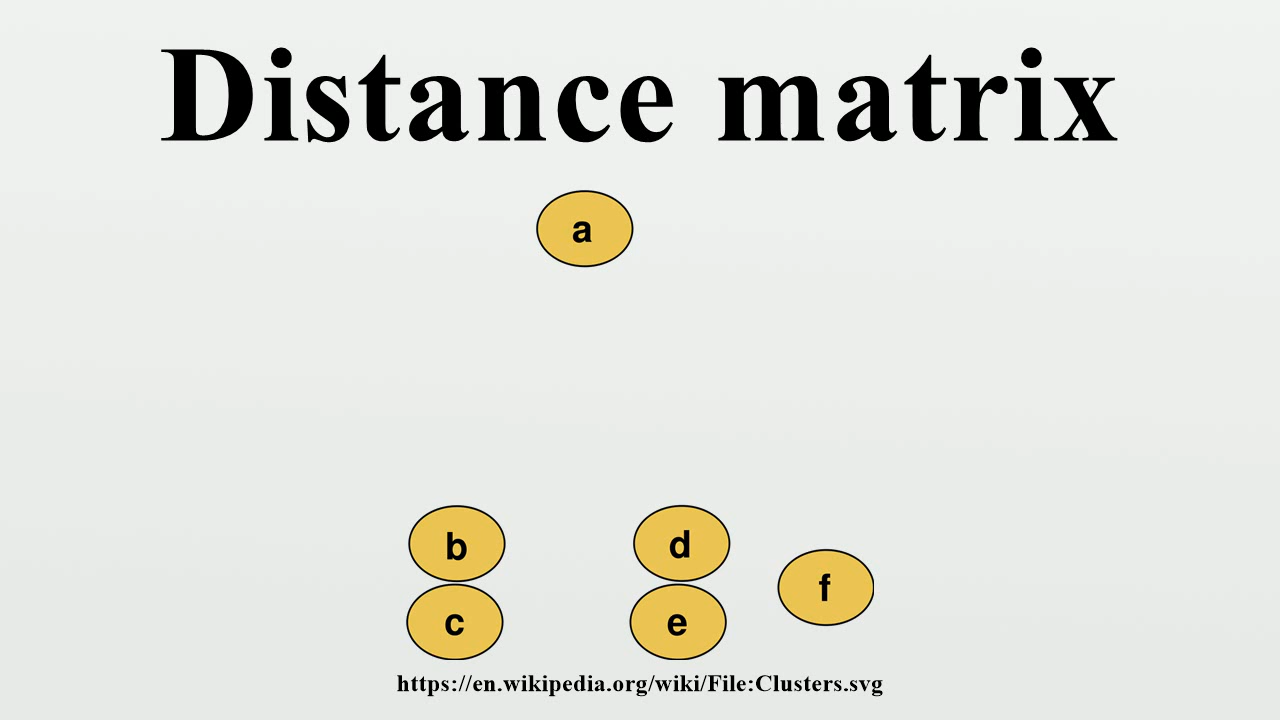 Distance matrix
a
b
d
f
c
e
https://en.wikipedia.org/wiki/File:Clusters.svg